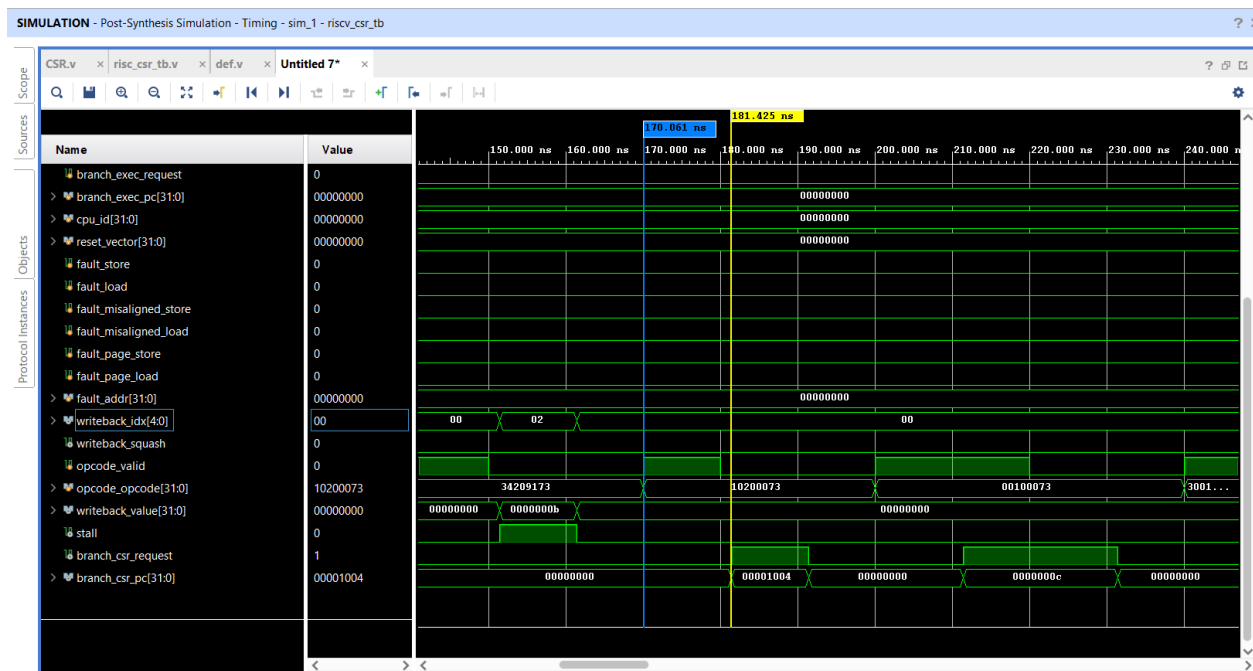 SIMULATION - Post-Synthesis Simulation - Timing - sim_1 - riscv_csr_tb ?
Scope
Sources
Objects
Protocol Instances
CSR.v × risc_csr_tb.v × def.v × Untitled 7* × ?
181.425 ns
170.061 ns
Name Value
150.000 ns 160.000 ns 170.000 ns 180.000 ns 190.000 ns 200.000 ns 210.000 ns 220.000 ns 230.000 ns 240.000 n
branch_exec_request 0
branch_exec_pc[31:0] 00000000 00000000
cpu_id[31:0] 00000000 00000000
reset_vector[31:0] 00000000 00000000
fault_store 0
fault_load 0
fault_misaligned_store 0
fault_misaligned_load 0
fault_page_store 0
fault_page_load 0
fault_addr[31:0] 00000000 00000000
writeback_idx[4:0] 00 00 02 00
writeback_squash 0
opcode_valid 0
opcode_opcode[31:0] 10200073 34209173 10200073 00100073 3001...
writeback_value[31:0] 00000000 00000000 0000000b 00000000
stall 0
branch_csr_request 1
branch_csr_pc[31:0] 00001004 00000000 00001004 00000000 0000000c 00000000